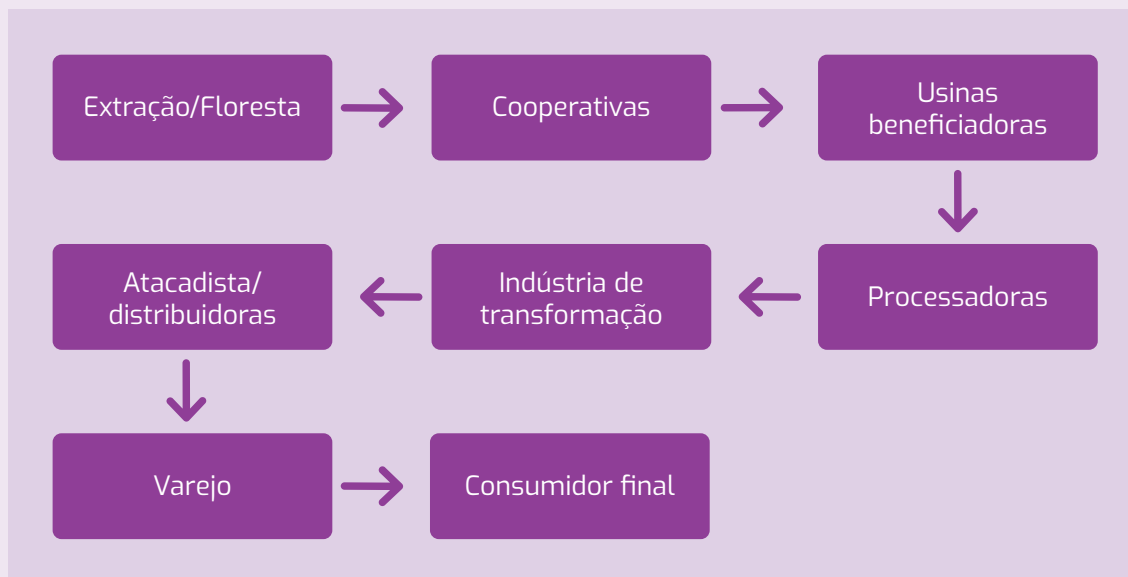 Extração/Floresta
Cooperativas
Usinas
beneficiadoras
Processadoras
Indústria de
transformação
Atacadista/
distribuidoras
Varejo
Consumidor final